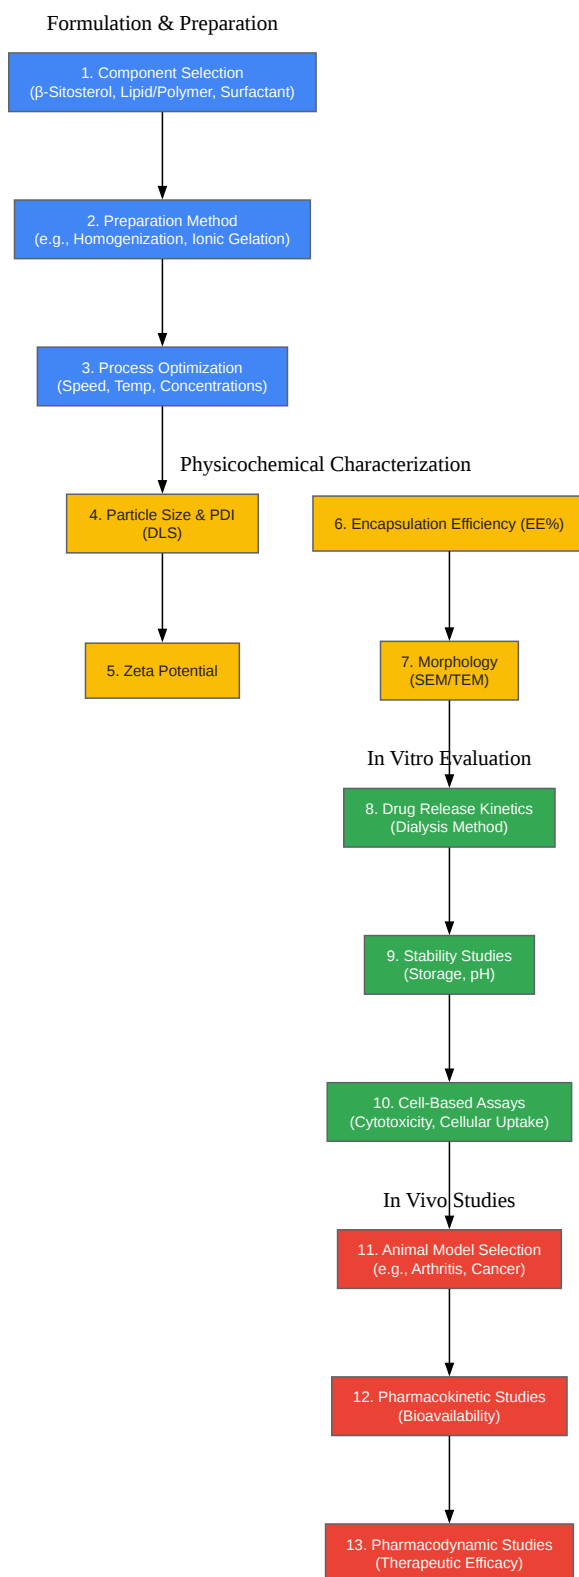 Formulation & Preparation
1. Component Selection
(β-Sitosterol, Lipid/Polymer, Surfactant)
2. Preparation Method
(e.g., Homogenization, Ionic Gelation)
3. Process Optimization
(Speed, Temp, Concentrations)
Physicochemical Characterization
4. Particle Size & PDI
(DLS)
5. Zeta Potential
6. Encapsulation Efficiency (EE%)
7. Morphology
(SEM/TEM)
In Vitro Evaluation
8. Drug Release Kinetics
(Dialysis Method)
9. Stability Studies
(Storage, pH)
10. Cell-Based Assays
(Cytotoxicity, Cellular Uptake)
In Vivo Studies
11. Animal Model Selection
(e.g., Arthritis, Cancer)
12. Pharmacokinetic Studies
(Bioavailability)
13. Pharmacodynamic Studies
(Therapeutic Efficacy)